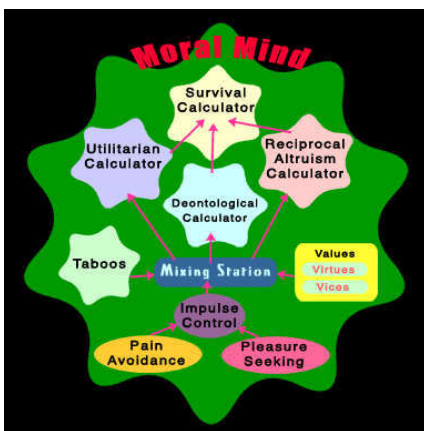 Moral Mind
Survival
Calculator
Utilitarian
Calculator
Reciprocal
Altruism
Calculator
Deontological
Calculator
Taboos
Mixing Station
Values
Virtues
Vices
Impulse
Control
Pain
Avoidance
Pleasure
Seeking